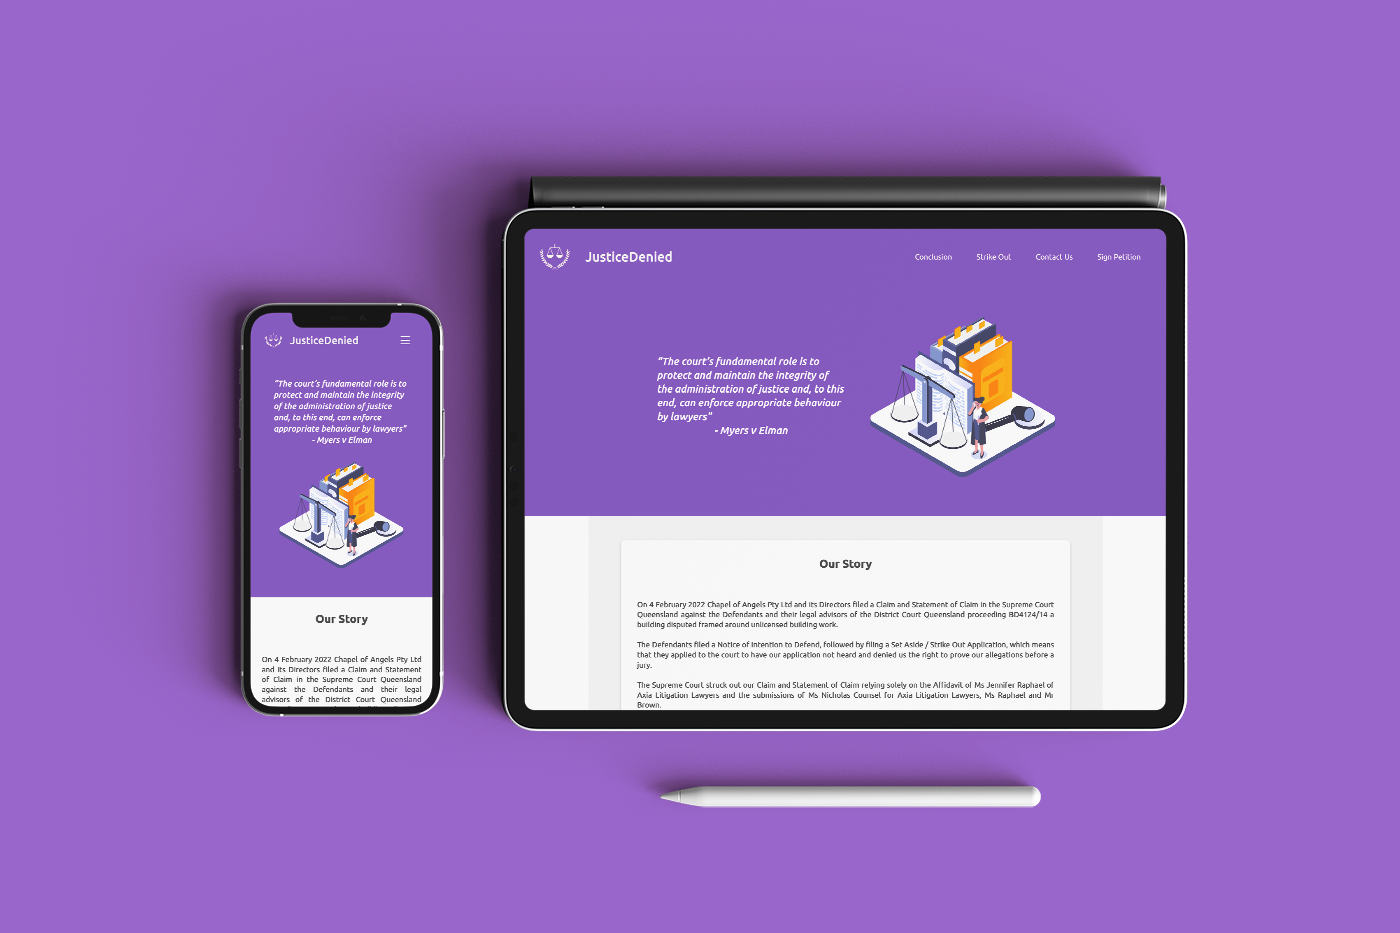 JusticeDenied
"The court's fundamental role is to
protect and maintain the integrity
of the administration of justice
and, to this end, can enforce
appropriate behaviour by lawyers"
- Myers v Elman
Our Story
On 4 February 2022 Chapel of Angels Pty Ltd
and its Directors filed a Claim and Statement
of Claim in the Supreme Court Queensland
against the Defendants and their legal
advisors of the District Court Queensland
JusticeDenied
Conclusion Strike Out Contact Us Sign Petition
"The court's fundamental role is to
protect and maintain the integrity of
the administration of justice and, to this
end, can enforce appropriate behaviour
by lawyers"
- Myers v Elman
Our Story
On 4 February 2022 Chapel of Angels Pty Ltd and its Directors filed a Claim and Statement of Claim in the Supreme Court
Queensland against the Defendants and their legal advisors of the District Court Queensland proceeding BD4124/14 a
building disputed framed around unlicensed building work.
The Defendants filed a Notice of Intention to Defend, followed by filing a Set Aside / Strike Out Application, which means
that they applied to the court to have our application not heard and denied us the right to prove our allegations before a
jury.
The Supreme Court struck out our Claim and Statement of Claim relying solely on the Affidavit of Ms Jennifer Raphael of
Axia Litigation Lawyers and the submissions of Ms Nicholas Counsel for Axia Litigation Lawyers, Ms Raphael and Mr
Brown.